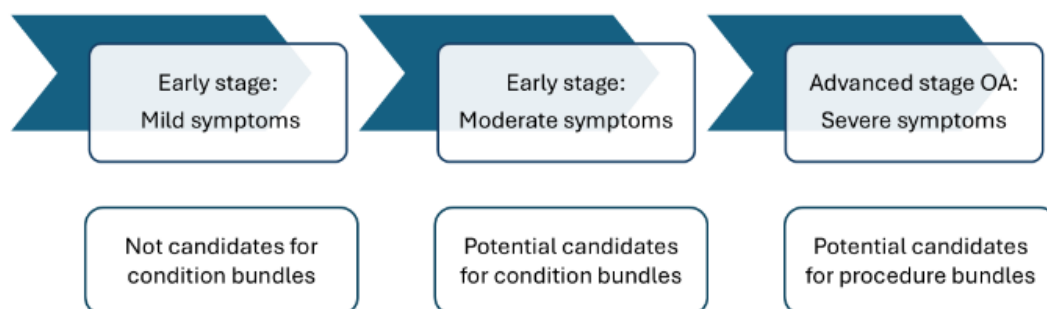 Early stage:
Mild symptoms
Early stage:
Moderate symptoms
Advanced stage OA:
Severe symptoms
Not candidates for
condition bundles
Potential candidates
for condition bundles
Potential candidates
for procedure bundles